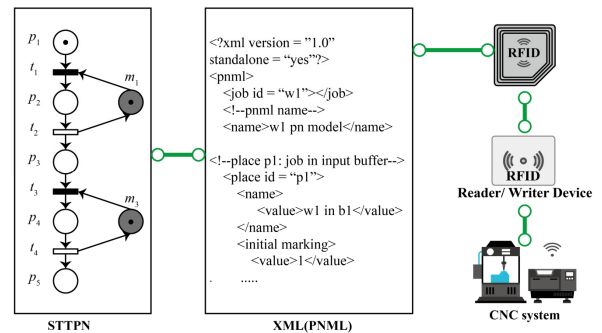 p1
t1
m1
p2
t2
p3
t3
m3
p4
t4
p5
STTPN
<?xml version = ”1.0”
standalone = “yes”?>
<pnml>
<job id = “w1”></job>
<!--pnml name-->
<name>w1 pn model</name>
<!--place p1: job in input buffer-->
<place id = “p1”>
<name>
<value>w1 in b1</value>
</name>
<initial marking>
<value>1</value>
. .....
XML(PNML)
RFID
RFID
Reader/ Writer Device
CNC system